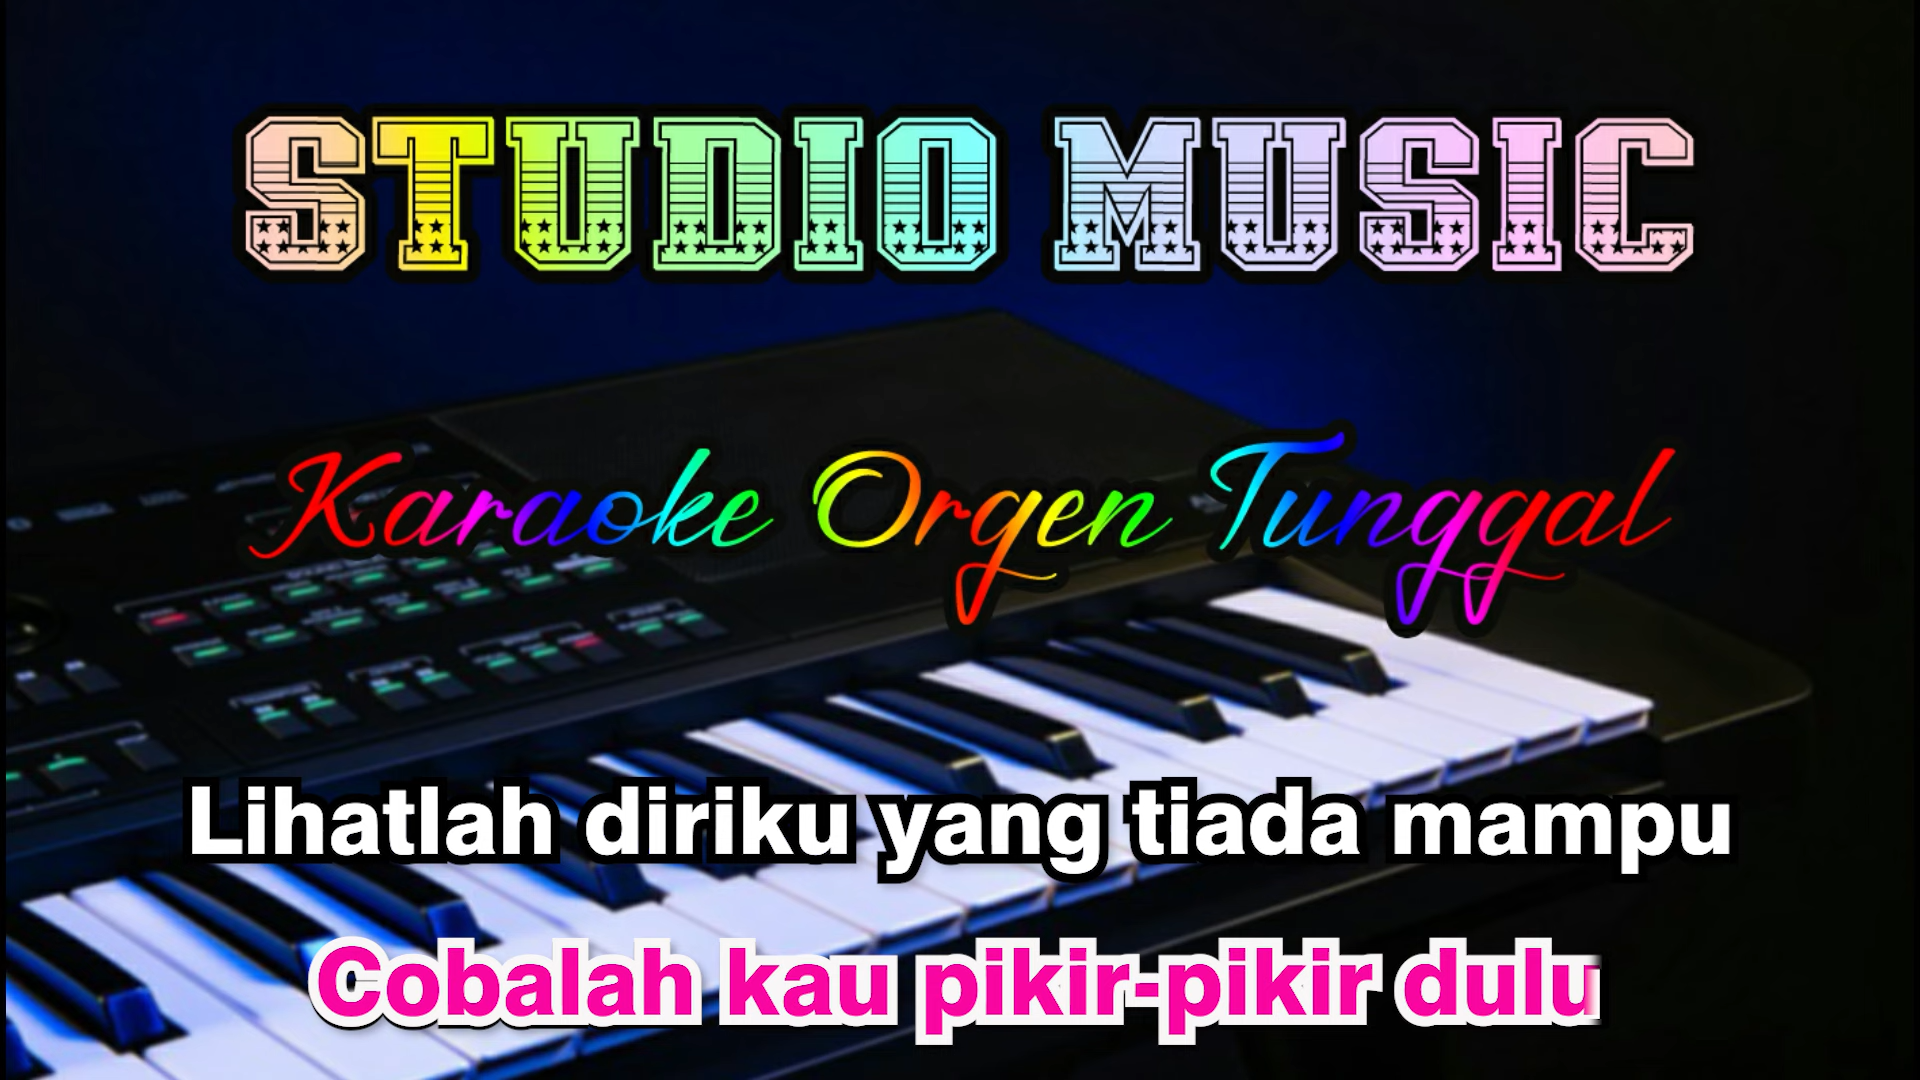 STUDIO MUSIC
Karaoke Orgen Tunggal
Lihatlah diriku yang tiada mampu
Cobalah kau pikir-pikir dulu